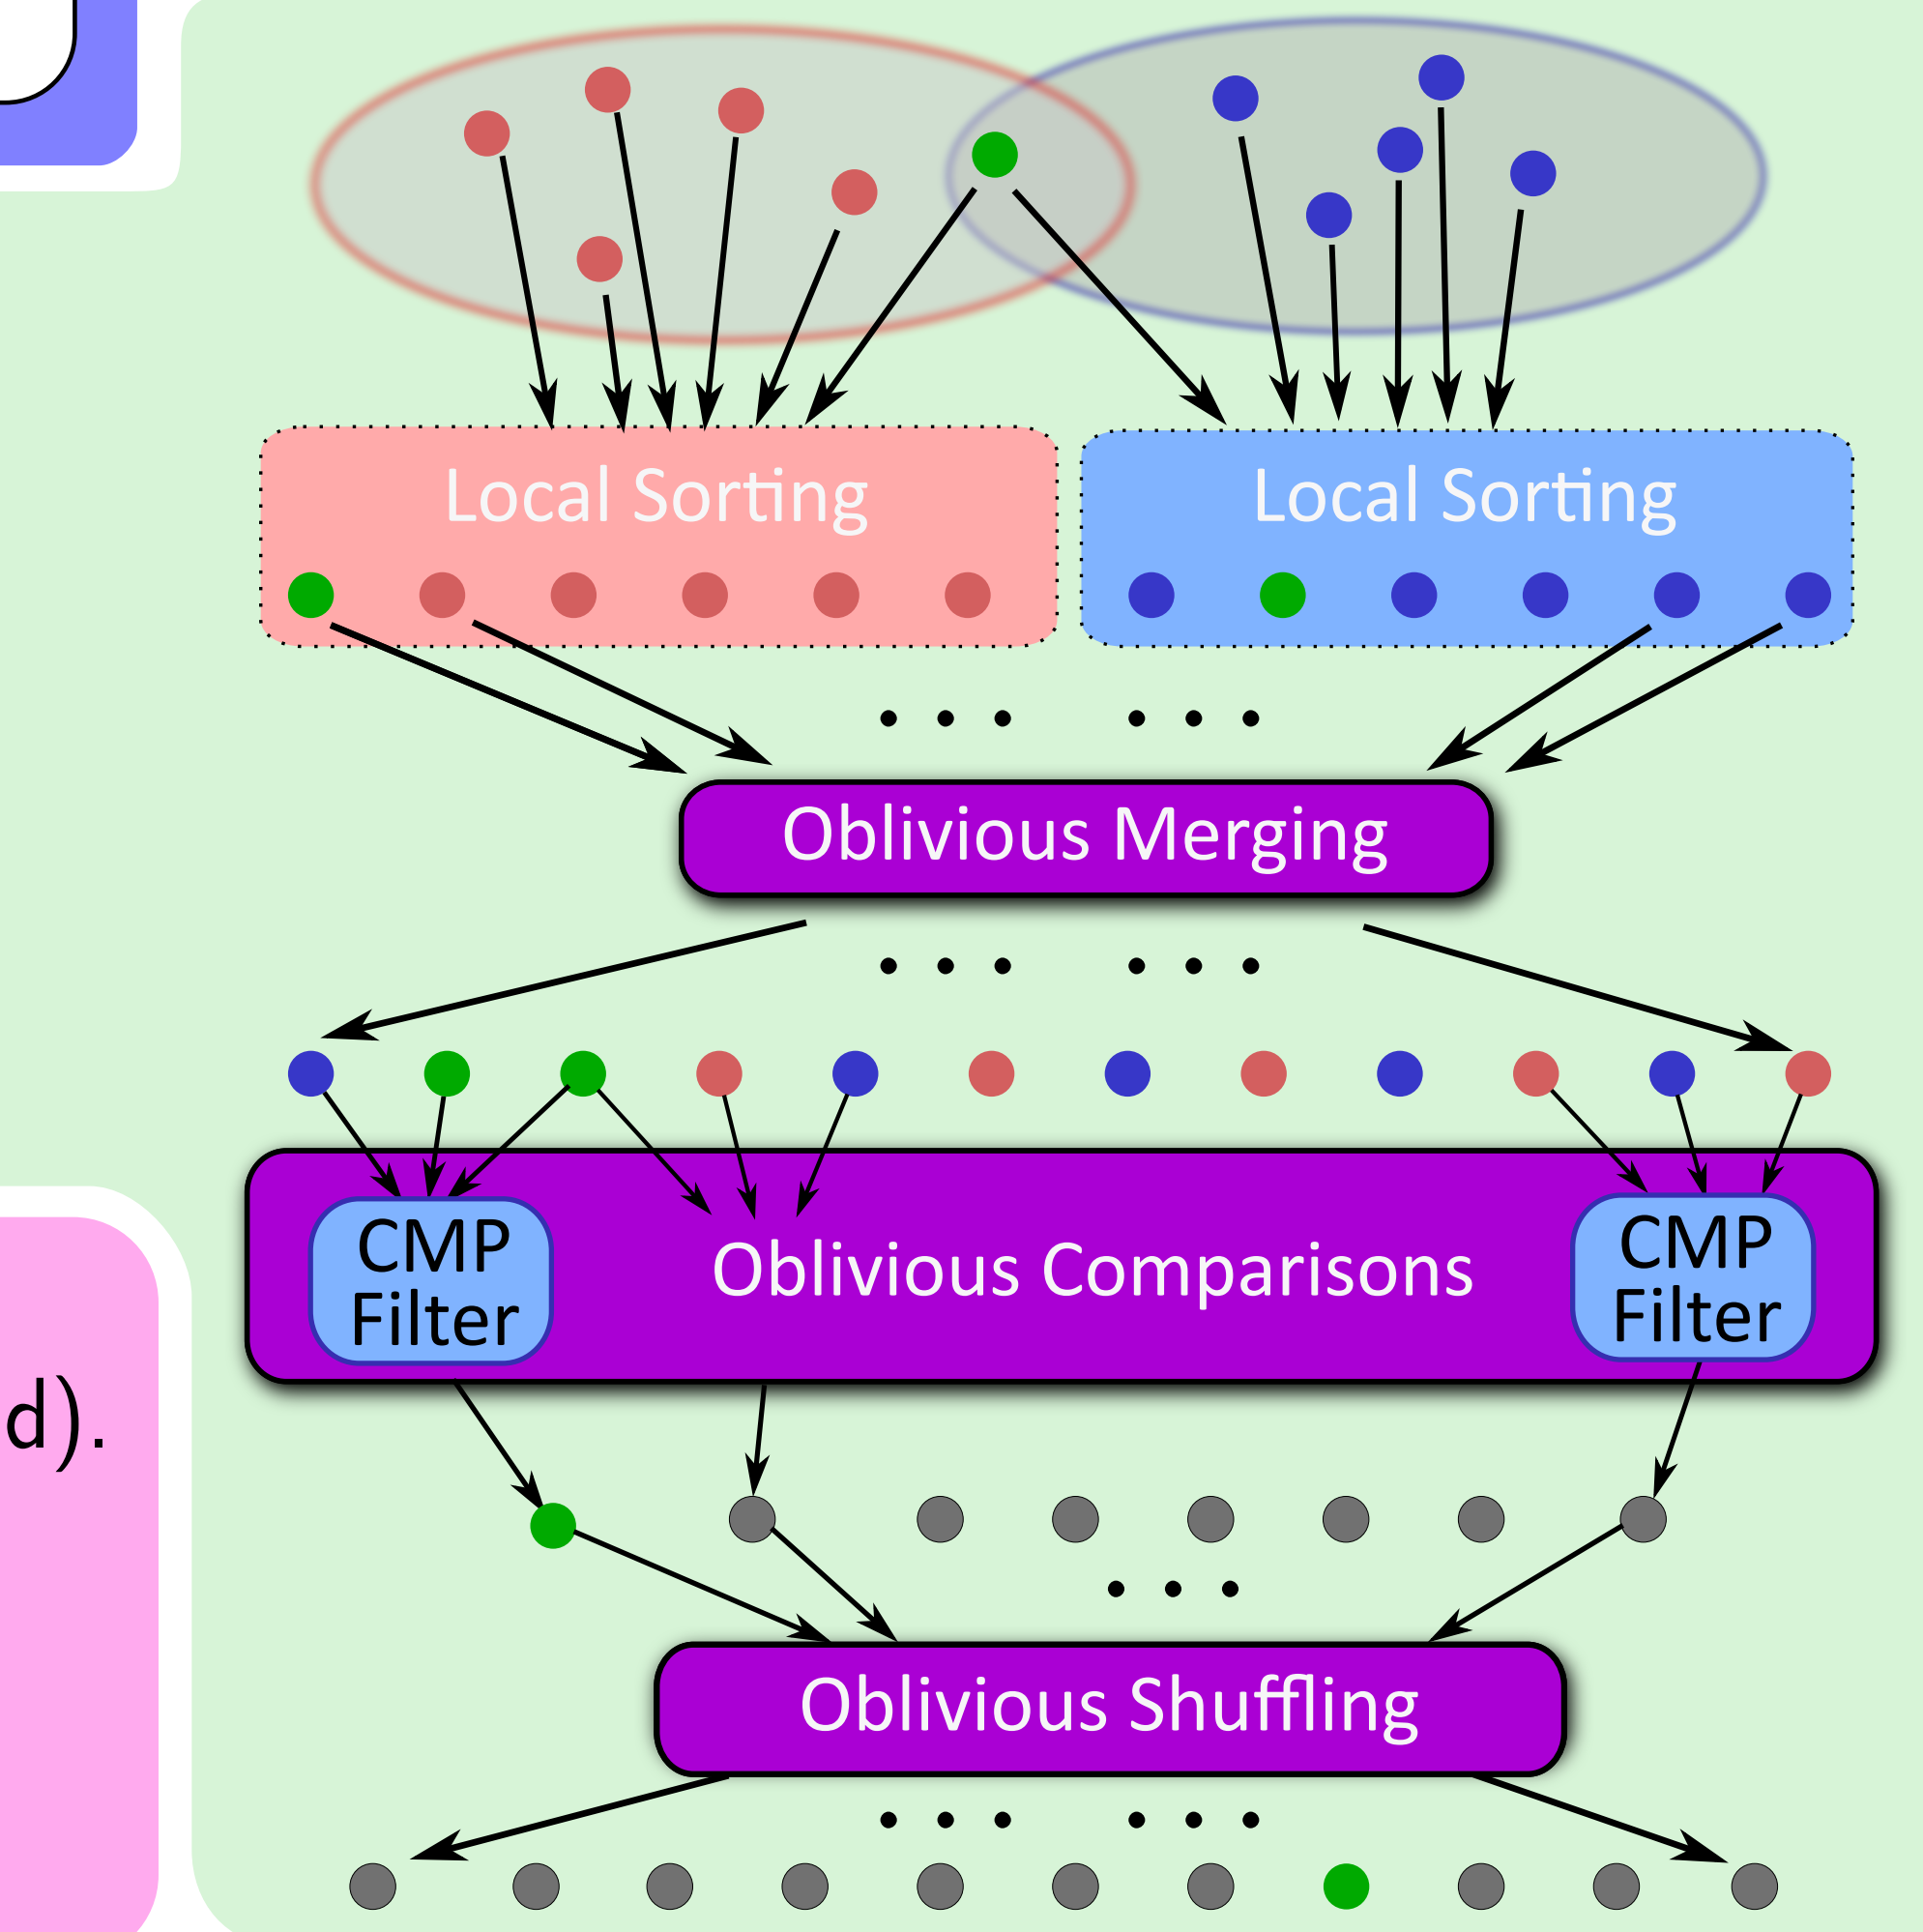 Local Sorting
Local Sorting
Oblivious Merging
CMP
Filter
Oblivious Comparisons
CMP
Filter
d).
Oblivious Shuffling